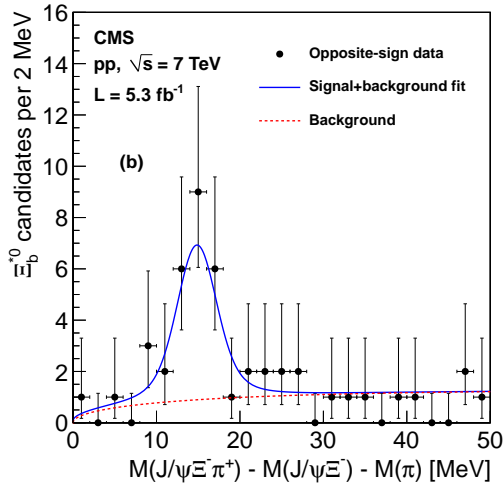 CMS
pp, √s = 7 TeV
L = 5.3 fb⁻¹
Opposite-sign data
Signal+background fit
Background
(b)
Ξ*⁰b candidates per 2 MeV
16
14
12
10
8
6
4
2
0
0 10 20 30 40 50
M(J/ψΞ⁻π⁺) - M(J/ψΞ⁻) - M(π) [MeV]